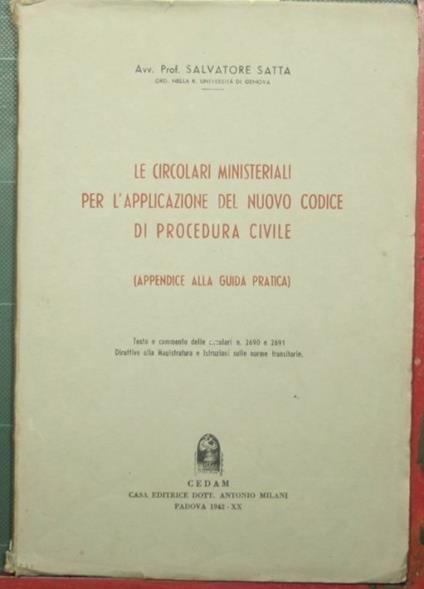 Avv. Prof. SALVATORE SATTA
ORD. NELLA R. UNIVERSITÀ DI GENOVA
LE CIRCOLARI MINISTERIALI
PER L'APPLICAZIONE DEL NUOVO CODICE
DI PROCEDURA CIVILE
(APPENDICE ALLA GUIDA PRATICA)
Testo e commento delle circolari n. 2690 e 2691
Direttive alla Magistratura e Istruzioni sulle norme transitorie.
CEDAM
CASA EDITRICE DOTT. ANTONIO MILANI
PADOVA 1942 - XX